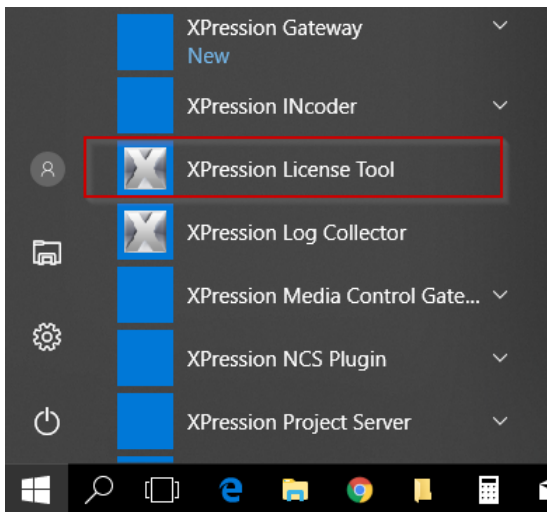 XPression Gateway
New
XPression INcoder
XPression License Tool
XPression Log Collector
XPression Media Control Gate...
XPression NCS Plugin
XPression Project Server